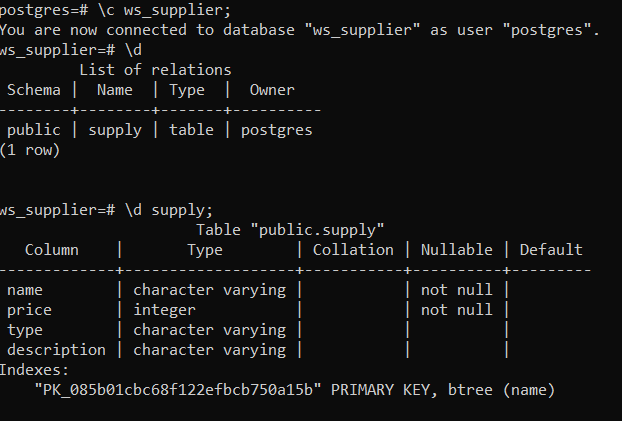 postgres=# \c ws_supplier;
You are now connected to database "ws_supplier" as user "postgres".
ws_supplier=# \d
         List of relations
 Schema |  Name  | Type  |  Owner
--------+--------+-------+----------
 public | supply | table | postgres
(1 row)
ws_supplier=# \d supply;
                    Table "public.supply"
   Column    |       Type        | Collation | Nullable | Default
-------------+-------------------+-----------+----------+---------
 name        | character varying |           | not null |
 price       | integer           |           | not null |
 type        | character varying |           |          |
 description | character varying |           |          |
Indexes:
    "PK_085b01cbc68f122efbcb750a15b" PRIMARY KEY, btree (name)